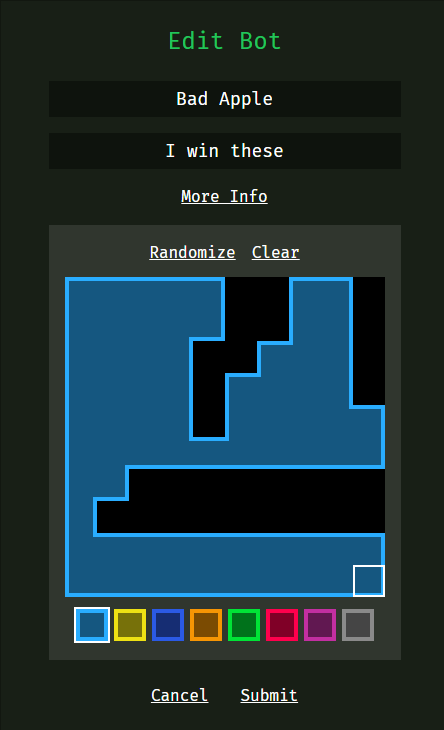 Edit Bot
Bad Apple
I win these
More Info
Randomize Clear
Cancel Submit